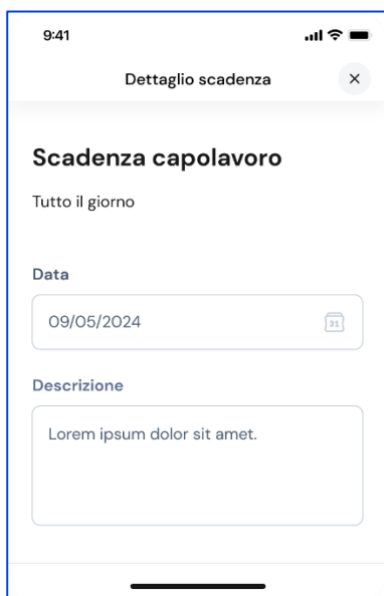 9:41
Dettaglio scadenza
Scadenza capolavoro
Tutto il giorno
Data
09/05/2024
31
Descrizione
Lorem ipsum dolor sit amet.